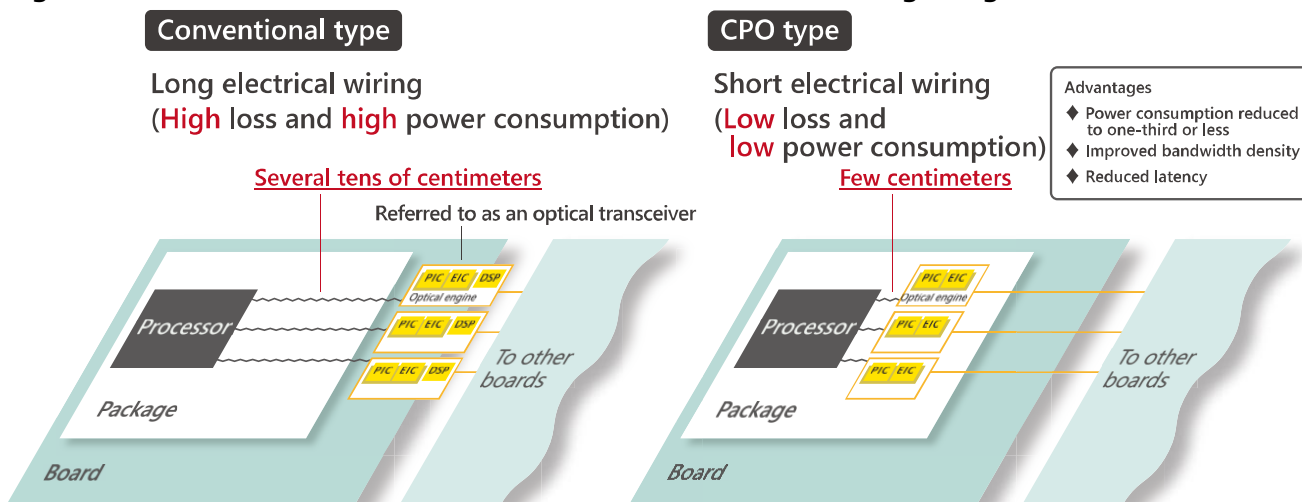 Conventional type
Long electrical wiring
(High loss and high power consumption)
Several tens of centimeters
Referred to as an optical transceiver
PIC EIC DSP
Optical engine
PIC EIC DSP
PIC EIC DSP
Processor
To other
boards
Package
Board
CPO type
Short electrical wiring
(Low loss and
low power consumption)
Few centimeters
Advantages
♦ Power consumption reduced
to one-third or less
♦ Improved bandwidth density
♦ Reduced latency
PIC EIC
Optical engine
PIC EIC
PIC EIC
Processor
To other
boards
Package
Board